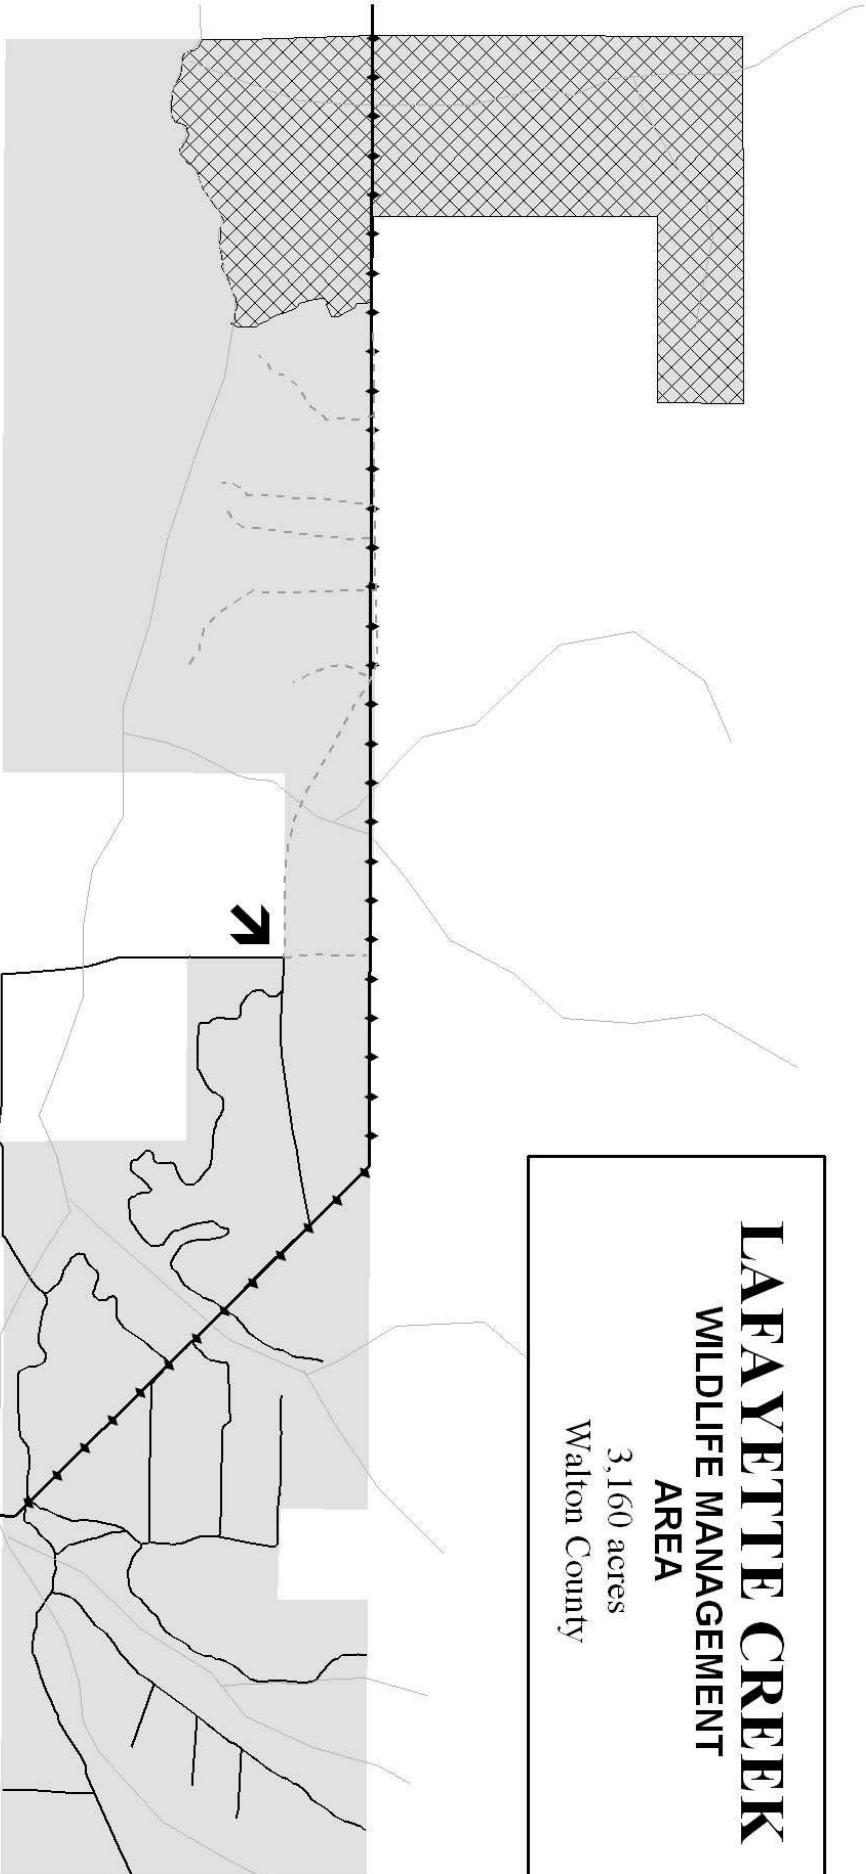 LAFAYETTE CREEK
WILDLIFE MANAGEMENT
AREA
3,160 acres
Walton County